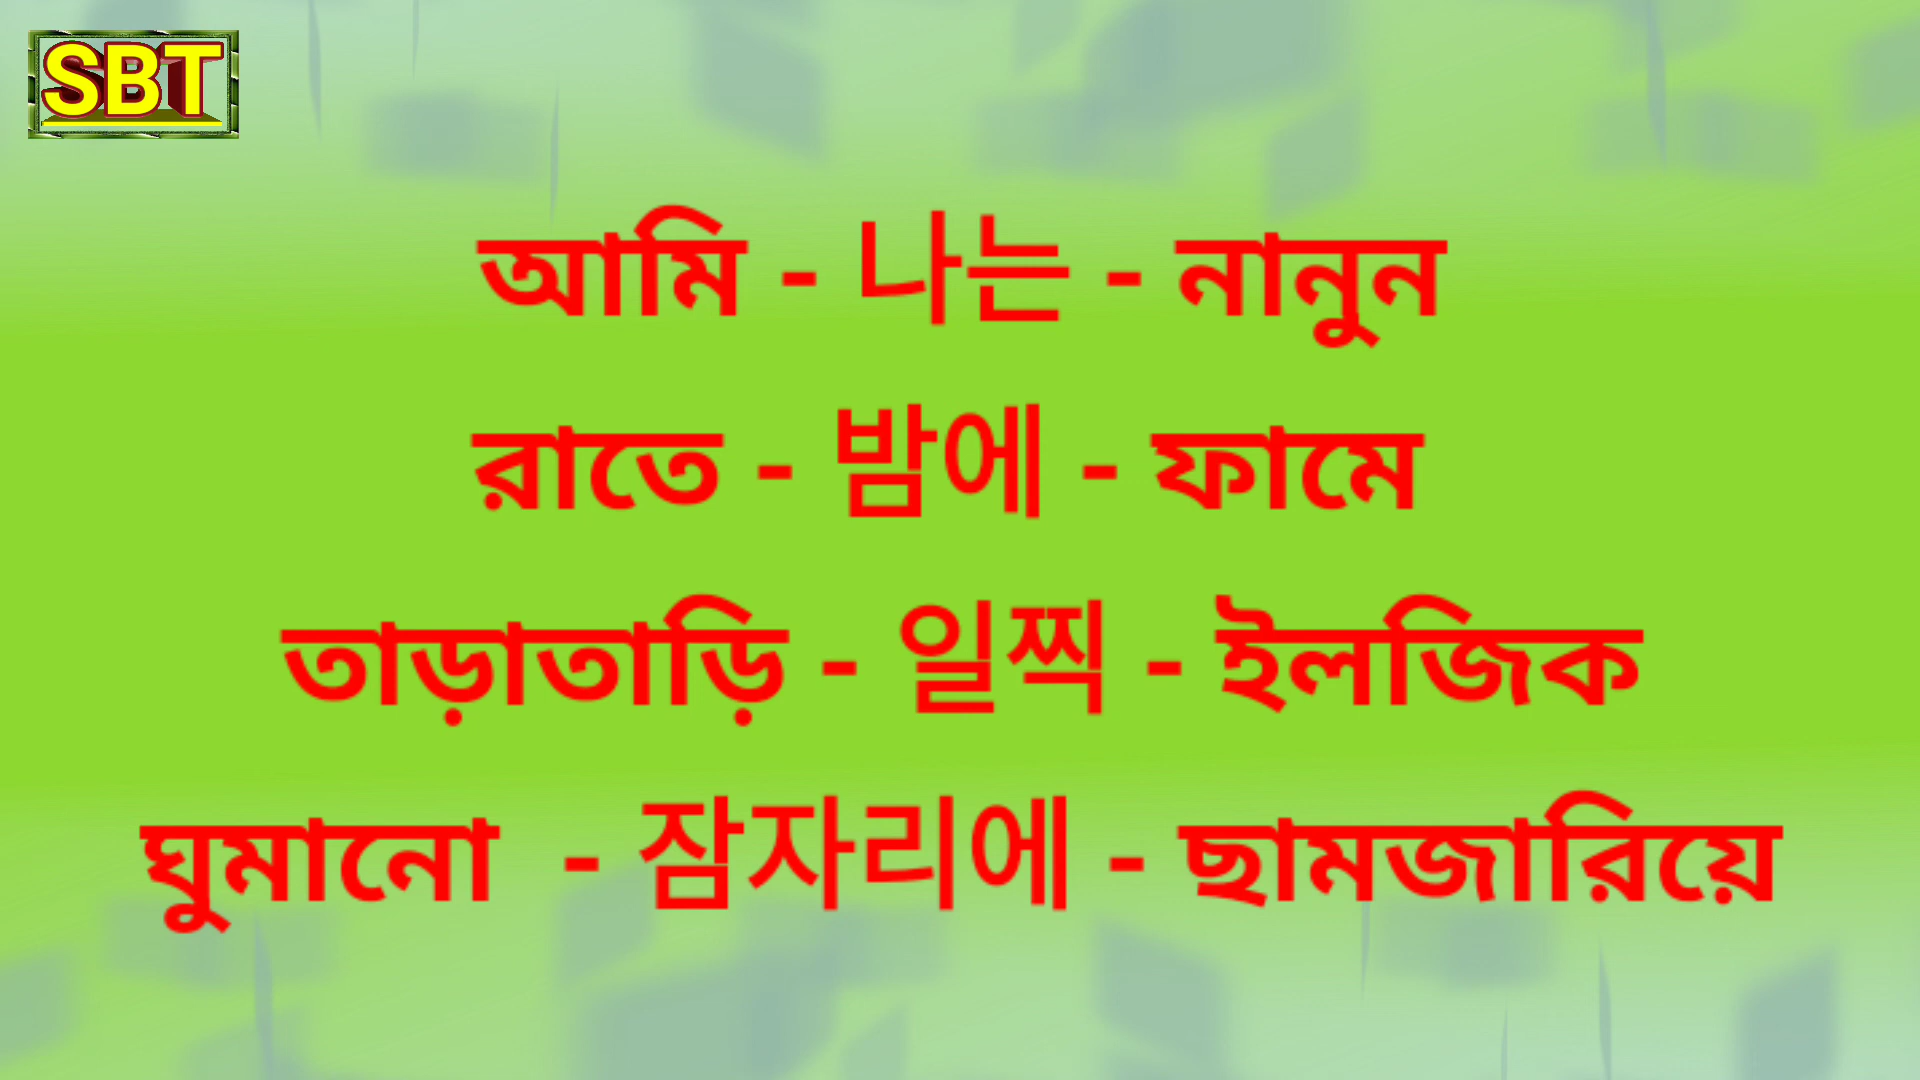 SBT
আমি - 나는 - নানুন
রাতে - 밤에 - ফামে
তাড়াতাড়ি - 일찍 - ইলজিক
ঘুমানো - 잠자리에 - ছামজারিয়ে